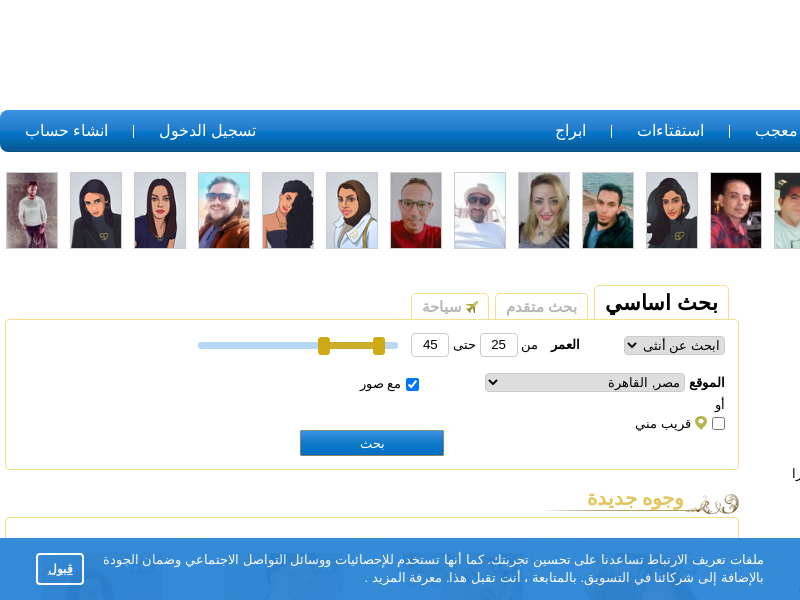 معجب | استفتاءات | ابراج
تسجيل الدخول | انشاء حساب
بحث اساسي
بحث متقدم
سياحة
ابحث عن أنثى
العمر من 25 حتى 45
الموقع مصر, القاهرة
مع صور
أو
قريب مني
بحث
وجوه جديدة
ملفات تعريف الارتباط تساعدنا على تحسين تجربتك. كما أنها تستخدم للإحصائيات ووسائل التواصل الاجتماعي وضمان الجودة
بالإضافة إلى شركائنا في التسويق. بالمتابعة ، أنت تقبل هذا. معرفة المزيد .
قبول